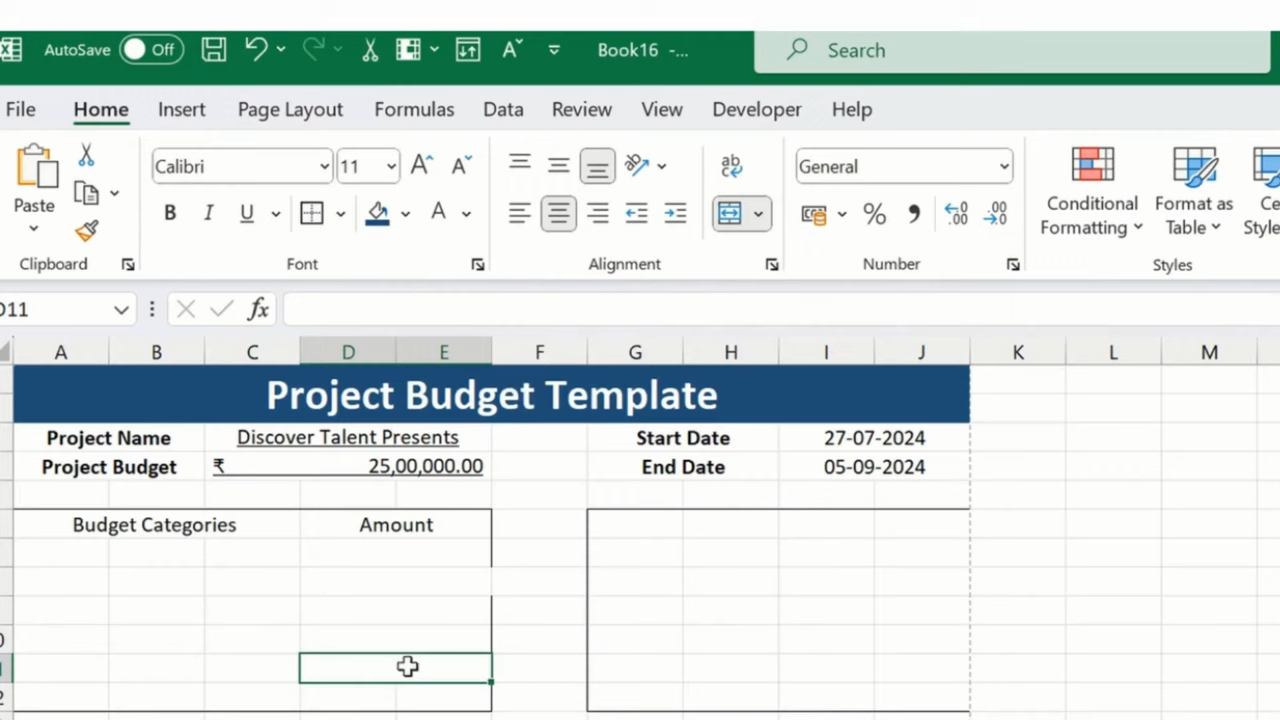 AutoSave Off Book16 -... Search
File Home Insert Page Layout Formulas Data Review View Developer Help
Calibri 11 General
Paste B I U A % Conditional Formatting Format as Table
Clipboard Font Alignment Number Styles
fx
A B C D E F G H I J K L M
Project Budget Template
Project Name Discover Talent Presents Start Date 27-07-2024
Project Budget ₹ 25,00,000.00 End Date 05-09-2024
Budget Categories Amount